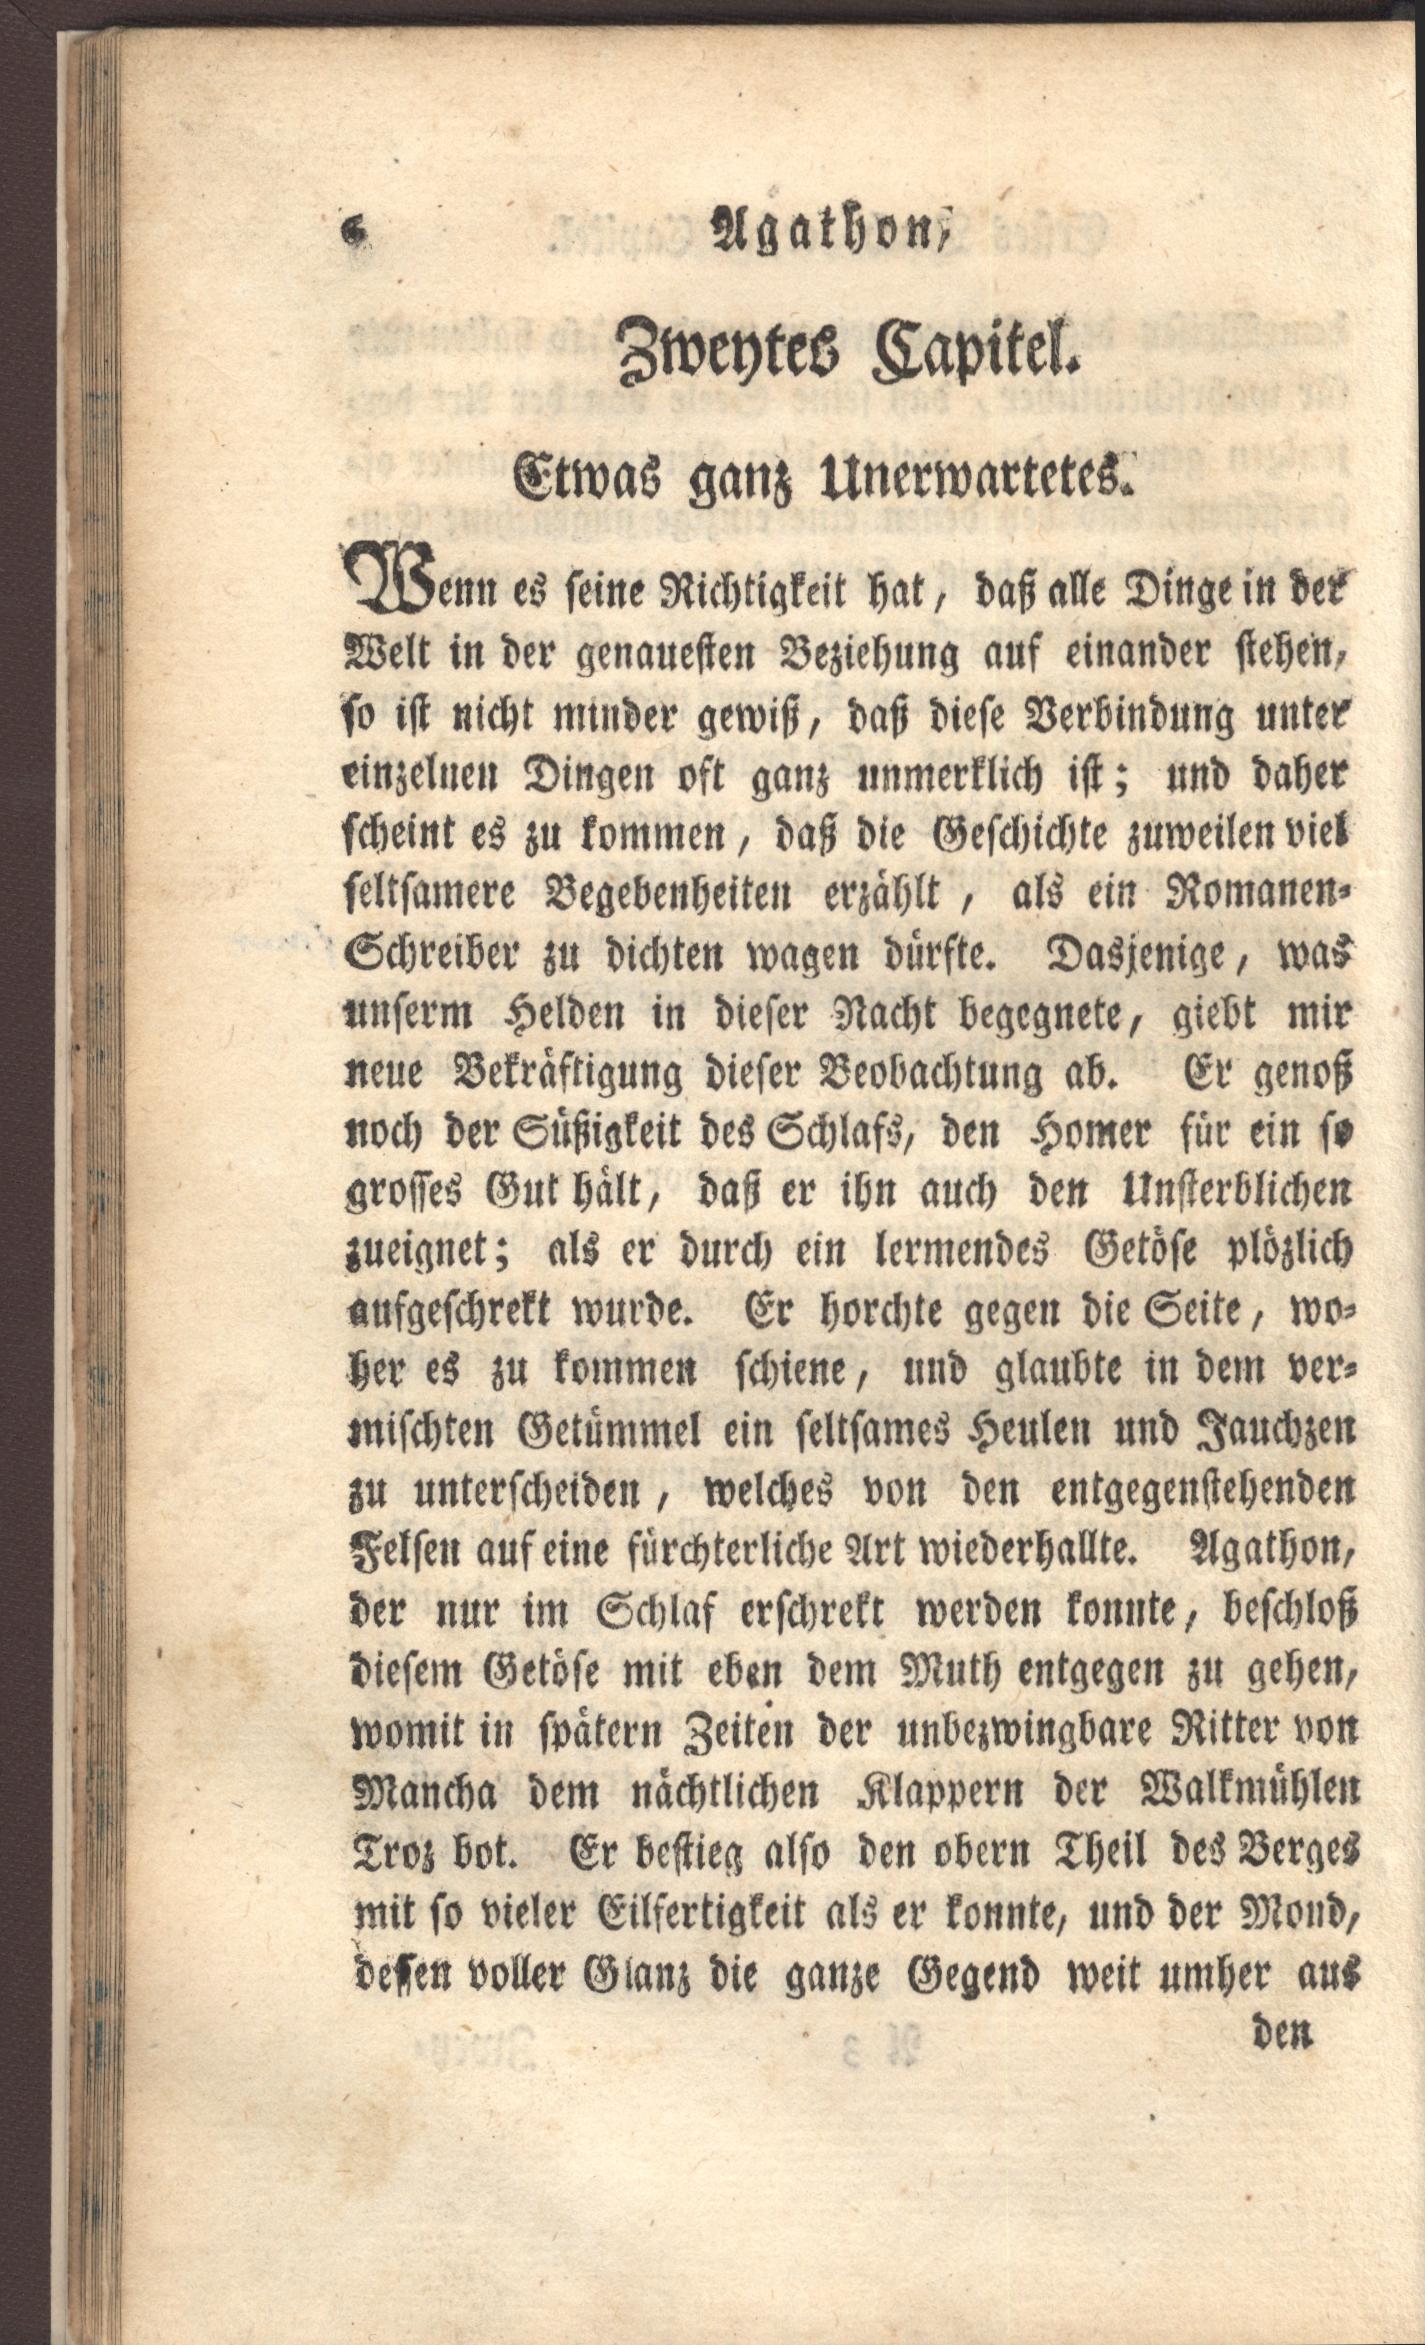 6 Agathon,
Zweytes Capitel.
Etwas ganz Unerwartetes.
Wenn es seine Richtigkeit hat, daß alle Dinge in der
Welt in der genauesten Beziehung auf einander stehen,
so ist nicht minder gewiß, daß diese Verbindung unter
einzelnen Dingen oft ganz unmerklich ist; und daher
scheint es zu kommen, daß die Geschichte zuweilen viel
seltsamere Begebenheiten erzählt, als ein Romanen-
Schreiber zu dichten wagen dürfte. Dasjenige, was
unserm Helden in dieser Nacht begegnete, giebt mir
neue Bekräftigung dieser Beobachtung ab. Er genoß
noch der Süßigkeit des Schlafs, den Homer für ein so
grosses Gut hält, daß er ihn auch den Unsterblichen
zueignet; als er durch ein lermendes Getöse plözlich
aufgeschrekt wurde. Er horchte gegen die Seite, wo-
her es zu kommen schiene, und glaubte in dem ver-
mischten Getümmel ein seltsames Heulen und Jauchzen
zu unterscheiden, welches von den entgegenstehenden
Felsen auf eine fürchterliche Art wiederhallte. Agathon,
der nur im Schlaf erschrekt werden konnte, beschloß
diesem Getöse mit eben dem Muth entgegen zu gehen,
womit in spätern Zeiten der unbezwingbare Ritter von
Mancha dem nächtlichen Klappern der Walkmühlen
Troz bot. Er bestieg also den obern Theil des Berges
mit so vieler Eilfertigkeit als er konnte, und der Mond,
dessen voller Glanz die ganze Gegend weit umher aus
den